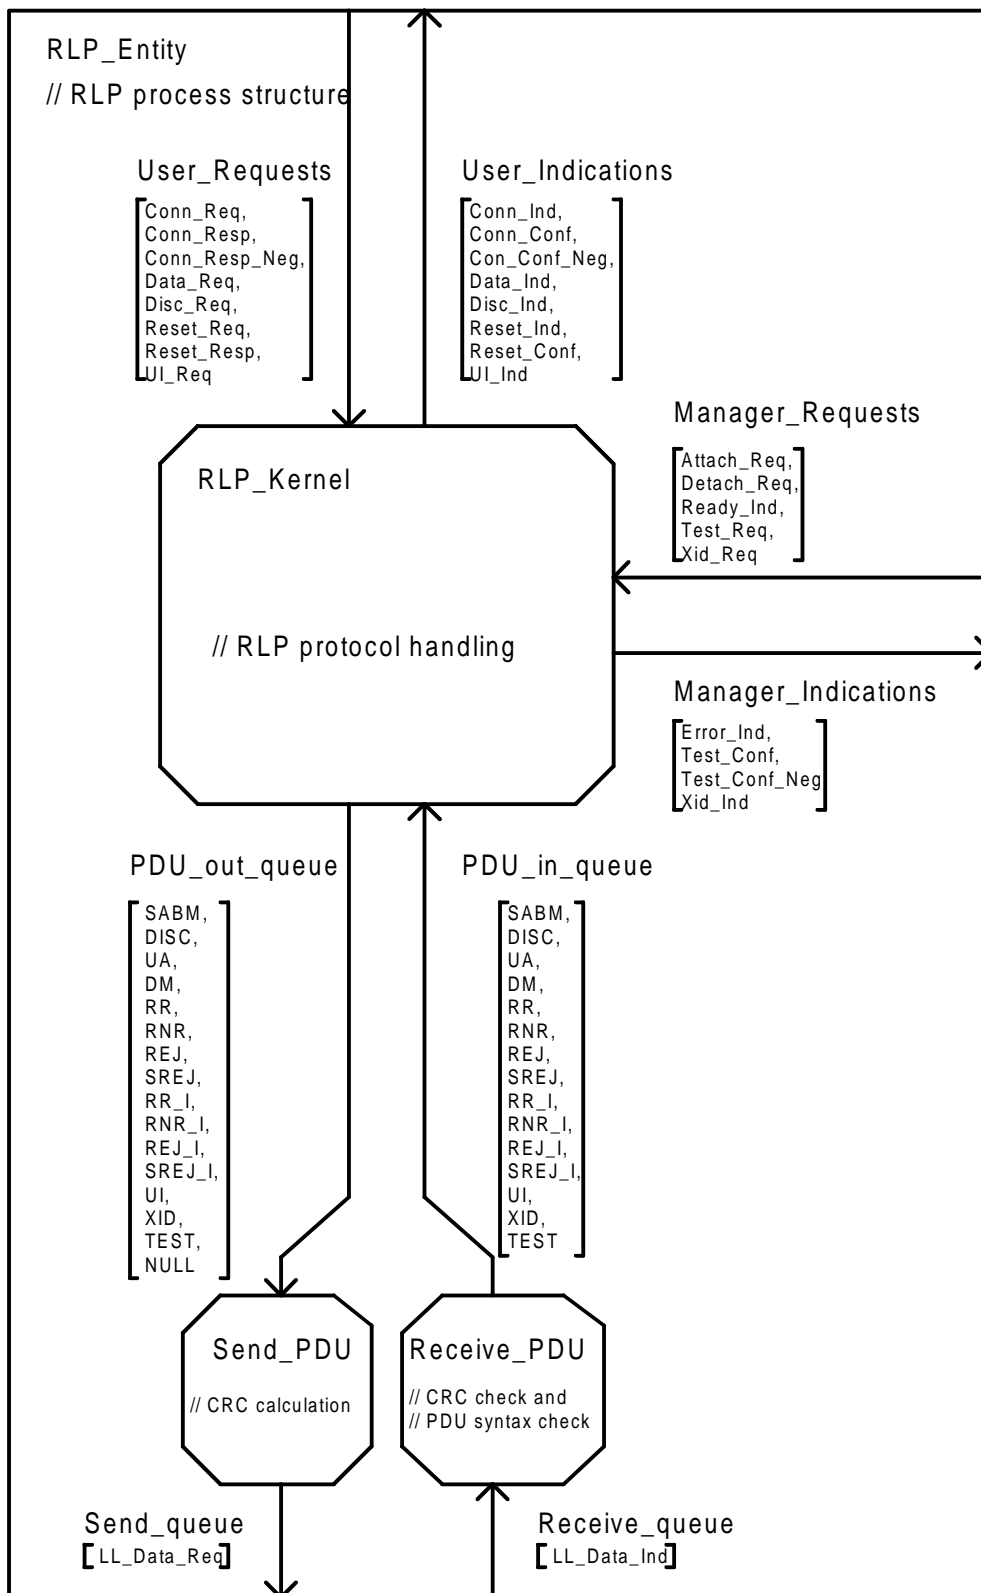 RLP_Entity
// RLP process structure
User_Requests
Conn_Req,
Conn_Resp,
Conn_Resp_Neg,
Data_Req,
Disc_Req,
Reset_Req,
Reset_Resp,
UI_Req
User_Indications
Conn_Ind,
Conn_Conf,
Con_Conf_Neg,
Data_Ind,
Disc_Ind,
Reset_Ind,
Reset_Conf,
UI_Ind
Manager_Requests
Attach_Req,
Detach_Req,
Ready_Ind,
Test_Req,
Xid_Req
RLP_Kernel
// RLP protocol handling
Manager_Indications
Error_Ind,
Test_Conf,
Test_Conf_Neg
Xid_Ind
PDU_out_queue
SABM,
DISC,
UA,
DM,
RR,
RNR,
REJ,
SREJ,
RR_I,
RNR_I,
REJ_I,
SREJ_I,
UI,
XID,
TEST,
NULL
PDU_in_queue
SABM,
DISC,
UA,
DM,
RR,
RNR,
REJ,
SREJ,
RR_I,
RNR_I,
REJ_I,
SREJ_I,
UI,
XID,
TEST
Send_PDU
// CRC calculation
Receive_PDU
// CRC check and
// PDU syntax check
Send_queue
[ LL_Data_Req]
Receive_queue
[ LL_Data_Ind]